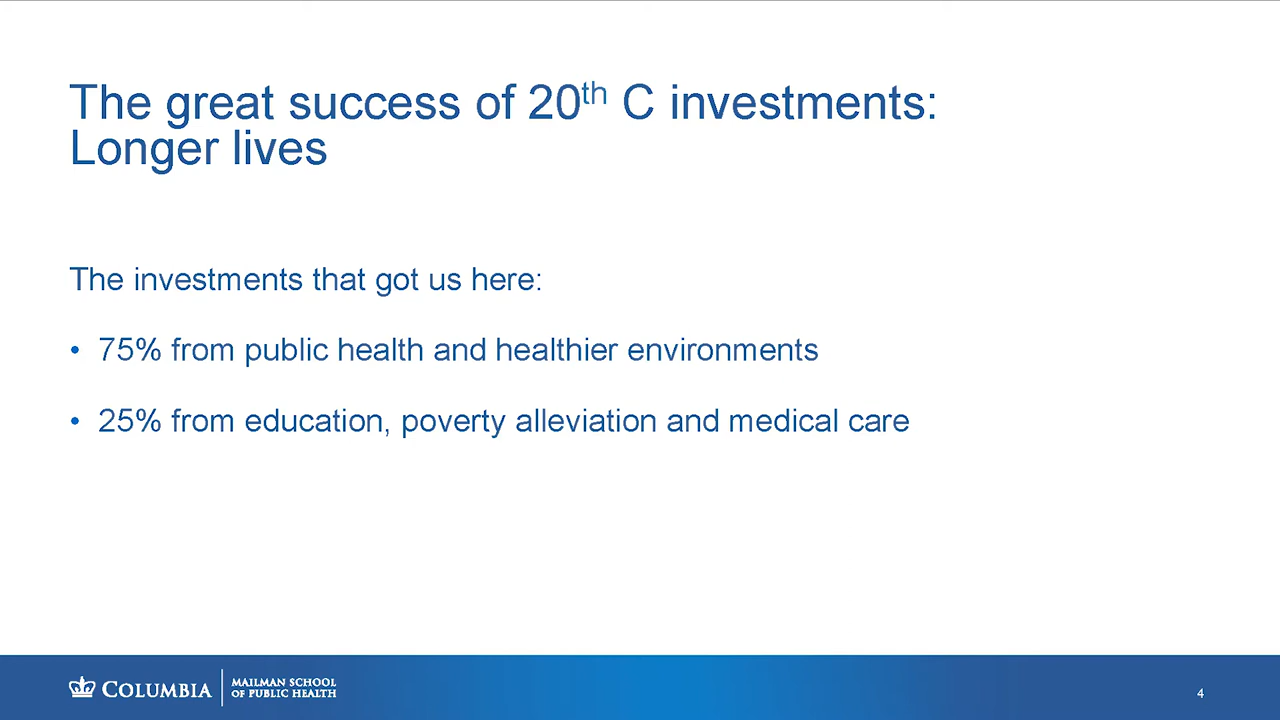 The great success of 20th C investments:
Longer lives
The investments that got us here:
• 75% from public health and healthier environments
• 25% from education, poverty alleviation and medical care
COLUMBIA
MAILMAN SCHOOL
OF PUBLIC HEALTH
4